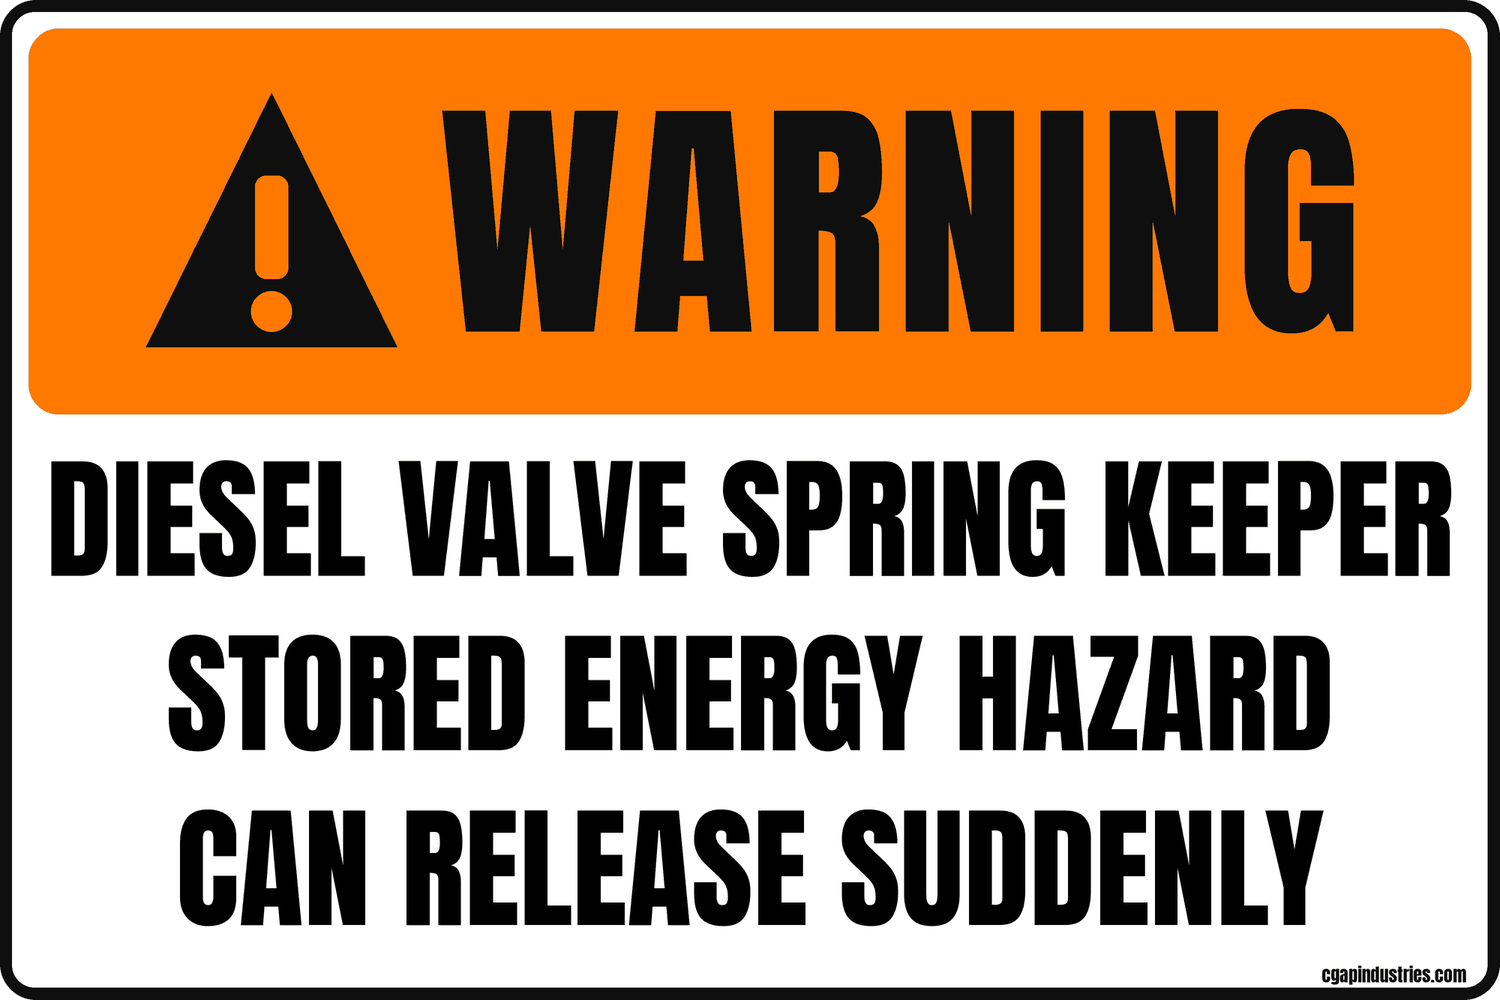 WARNING
DIESEL VALVE SPRING KEEPER
STORED ENERGY HAZARD
CAN RELEASE SUDDENLY
cgapindustries.com